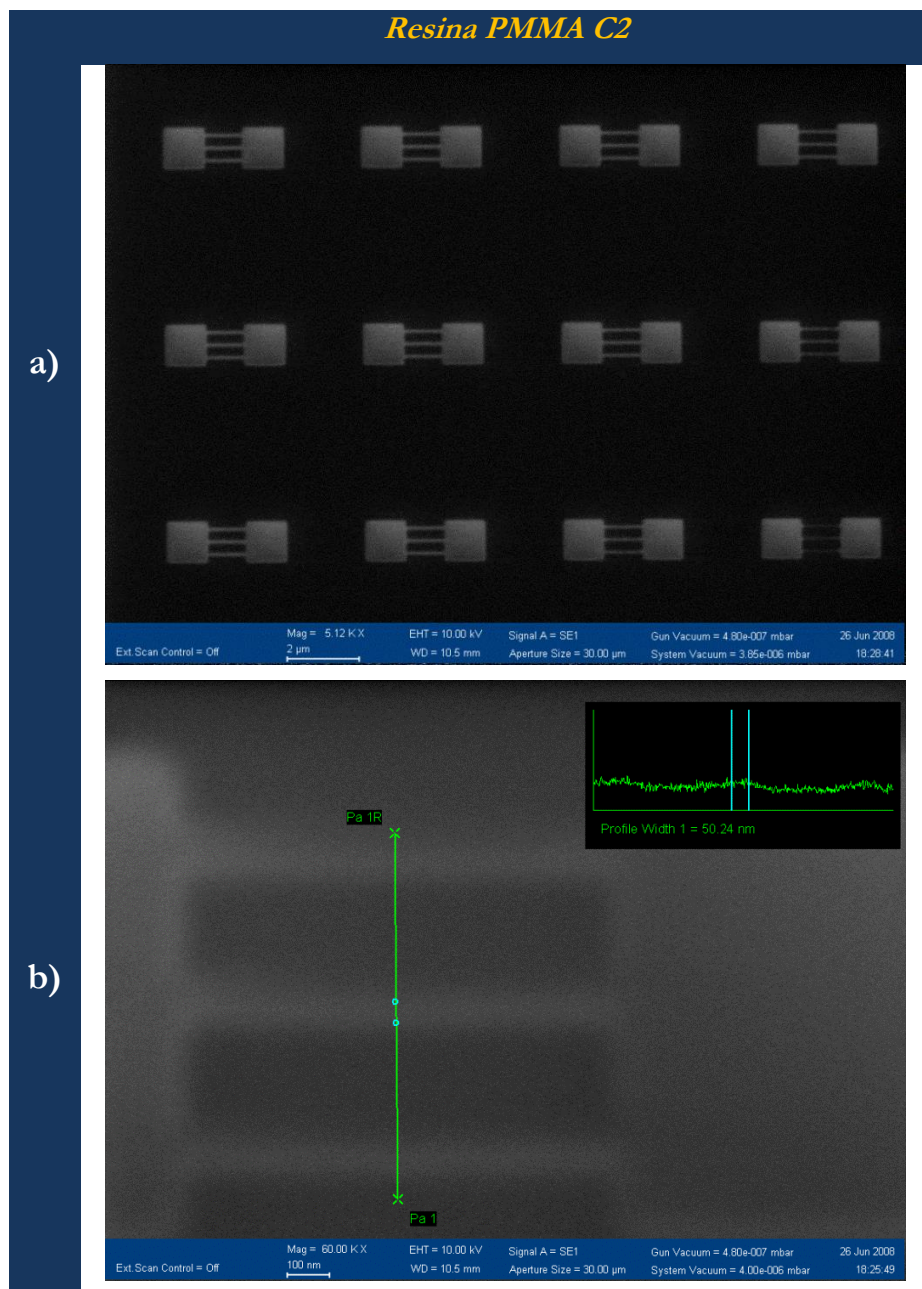 Resina PMMA C2
a)
Ext.Scan Control = Off
Mag = 5.12 K X
2 µm
EHT = 10.00 kV
WD = 10.5 mm
Signal A = SE1
Aperture Size = 30.00 µm
Gun Vacuum = 4.80e-007 mbar
System Vacuum = 3.85e-006 mbar
26 Jun 2008
18:28:41
b)
Pa 1R
Profile Width 1 = 50.24 nm
Pa 1
Ext.Scan Control = Off
Mag = 60.00 K X
100 nm
EHT = 10.00 kV
WD = 10.5 mm
Signal A = SE1
Aperture Size = 30.00 µm
Gun Vacuum = 4.80e-007 mbar
System Vacuum = 4.00e-006 mbar
26 Jun 2008
18:25:49